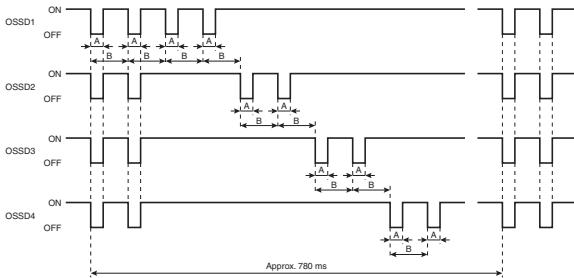 ON
OSSD1
OFF
A A A A
B B B B
ON
OSSD2
OFF
A A
B B
ON
OSSD3
OFF
A A
B B
ON
OSSD4
OFF
A A
B
Approx. 780 ms